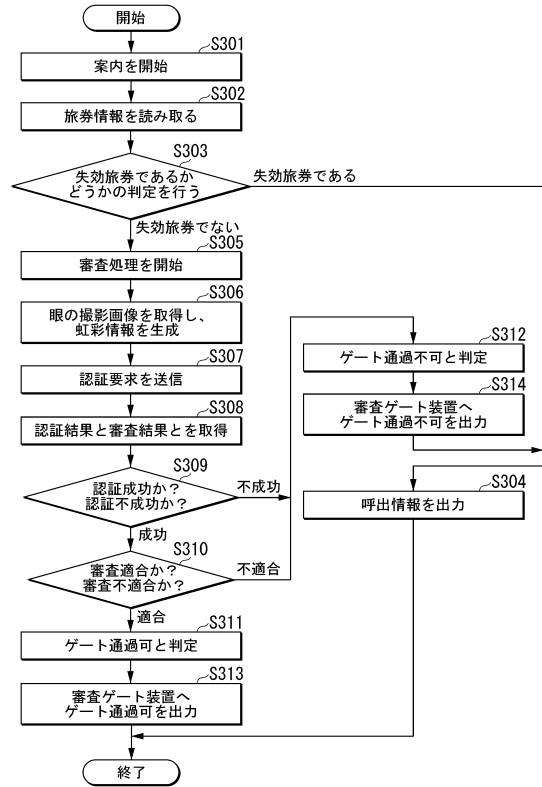 開始
S301
案内を開始
S302
旅券情報を読み取る
S303
失効旅券であるか
どうかの判定を行う
失効旅券である
失効旅券でない
S305
審査処理を開始
S306
眼の撮影画像を取得し、
虹彩情報を生成
S307
認証要求を送信
S308
認証結果と審査結果とを取得
S309
認証成功か?
認証不成功か?
不成功
成功
S310
審査適合か?
審査不適合か?
不適合
適合
S311
ゲート通過可と判定
S313
審査ゲート装置へ
ゲート通過可を出力
S312
ゲート通過不可と判定
S314
審査ゲート装置へ
ゲート通過不可を出力
S304
呼出情報を出力
終了